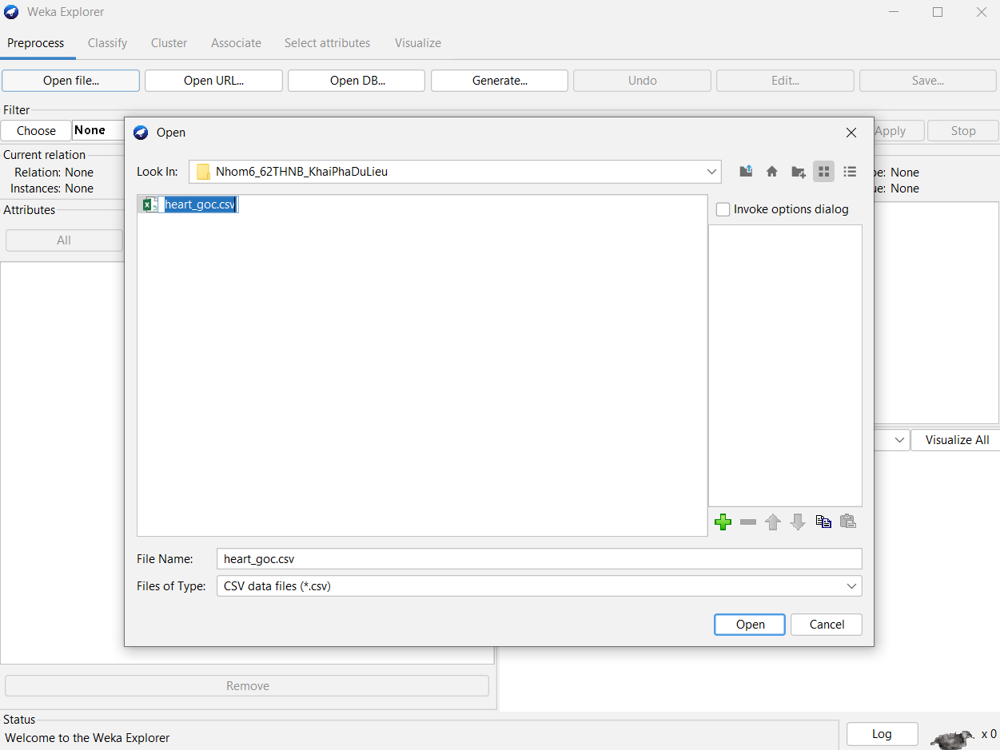 Weka Explorer
Preprocess Classify Cluster Associate Select attributes Visualize
Open file... Open URL... Open DB... Generate... Undo Edit... Save...
Filter
Choose None Apply Stop
Current relation
Relation: None
Instances: None
None
None
Attributes
All
Open
Look In: Nhom6_62THNB_KhaiPhaDuLieu
heart_goc.csv
Invoke options dialog
File Name: heart_goc.csv
Files of Type: CSV data files (*.csv)
Open Cancel
Visualize All
Remove
Status
Welcome to the Weka Explorer
Log x 0